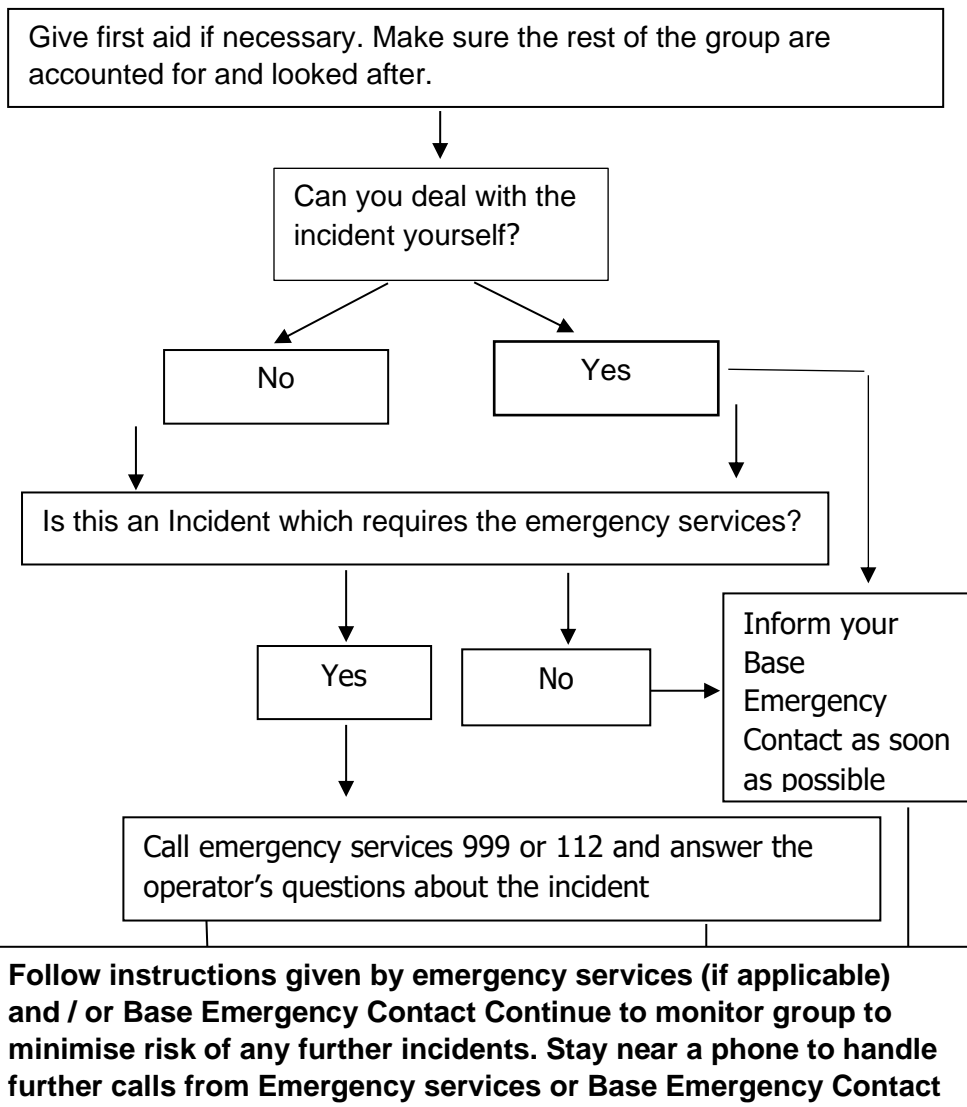 Give first aid if necessary. Make sure the rest of the group are
accounted for and looked after.
Can you deal with the
incident yourself?
No
Yes
Is this an Incident which requires the emergency services?
Yes
No
Inform your
Base
Emergency
Contact as soon
as possible
Call emergency services 999 or 112 and answer the
operator’s questions about the incident
Follow instructions given by emergency services (if applicable)
and / or Base Emergency Contact Continue to monitor group to
minimise risk of any further incidents. Stay near a phone to handle
further calls from Emergency services or Base Emergency Contact